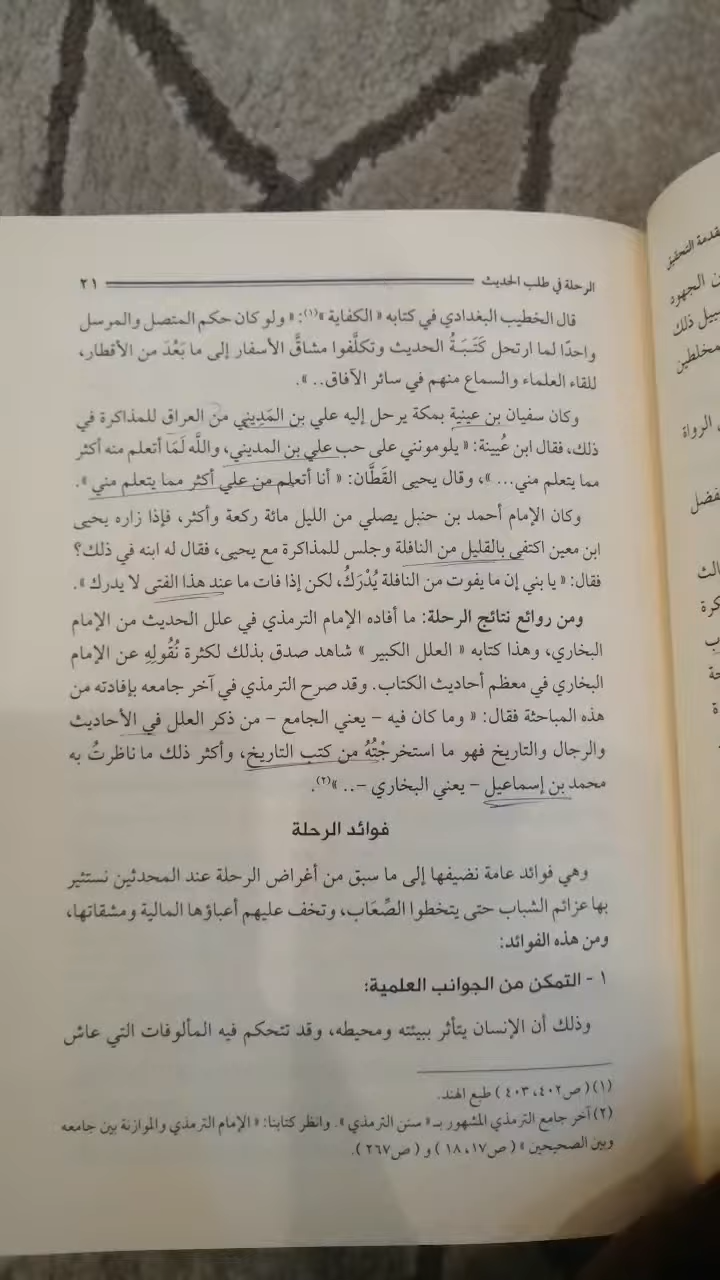 الرحلة في طلب الحديث ٢١
قال الخطيب البغدادي في كتابه « الكفاية »(١): « ولو كان حكم المتصل والمرسل
واحدًا لما ارتحل كَتَبَةُ الحديث وتكلَّفوا مشاقَّ الأسفار إلى ما بَعُدَ من الأقطار،
للقاء العلماء والسماع منهم في سائر الآفاق.. ».
وكان سفيان بن عيينة بمكة يرحل إليه علي بن المَدِيني من العراق للمذاكرة في
ذلك، فقال ابن عُيينة: « يلومونني على حب علي بن المديني، واللَّه لَمَا أتعلم منه أكثر
مما يتعلم مني... »، وقال يحيى القَطَّان: « أنا أتعلم من علي أكثر مما يتعلم مني ».
وكان الإمام أحمد بن حنبل يصلي من الليل مائة ركعة وأكثر، فإذا زاره يحيى
ابن معين اكتفى بالقليل من النافلة وجلس للمذاكرة مع يحيى، فقال له ابنه في ذلك؟
فقال: « يا بني إن ما يفوت من النافلة يُدْرَكُ، لكن إذا فات ما عند هذا الفتى لا يدرك ».
ومن روائع نتائج الرحلة: ما أفاده الإمام الترمذي في علل الحديث من الإمام
البخاري، وهذا كتابه « العلل الكبير » شاهد صدق بذلك لكثرة نُقُولِهِ عن الإمام
البخاري في معظم أحاديث الكتاب. وقد صرح الترمذي في آخر جامعه بإفادته من
هذه المباحثة فقال: « وما كان فيه – يعني الجامع – من ذكر العلل في الأحاديث
والرجال والتاريخ فهو ما استخرجْتُهُ من كتب التاريخ، وأكثر ذلك ما ناظرتُ به
محمد بن إسماعيل – يعني البخاري –.. »(٢).
فوائد الرحلة
وهي فوائد عامة نضيفها إلى ما سبق من أغراض الرحلة عند المحدثين نستثير
بها عزائم الشباب حتى يتخطوا الصِّعَاب، وتخف عليهم أعباؤها المالية ومشقاتها،
ومن هذه الفوائد:
١ - التمكن من الجوانب العلمية:
وذلك أن الإنسان يتأثر ببيئته ومحيطه، وقد تتحكم فيه المألوفات التي عاش
(١) ( ص٤٠٢، ٤٠٣ ) طبع الهند.
(٢) آخر جامع الترمذي المشهور بـ « سنن الترمذي ». وانظر كتابنا: « الإمام الترمذي والموازنة بين جامعه
وبين الصحيحين » ( ص١٧، ١٨ ) و ( ص٢٦٧ ).
التحقيق
الجهود
سبيل ذلك
الرواة